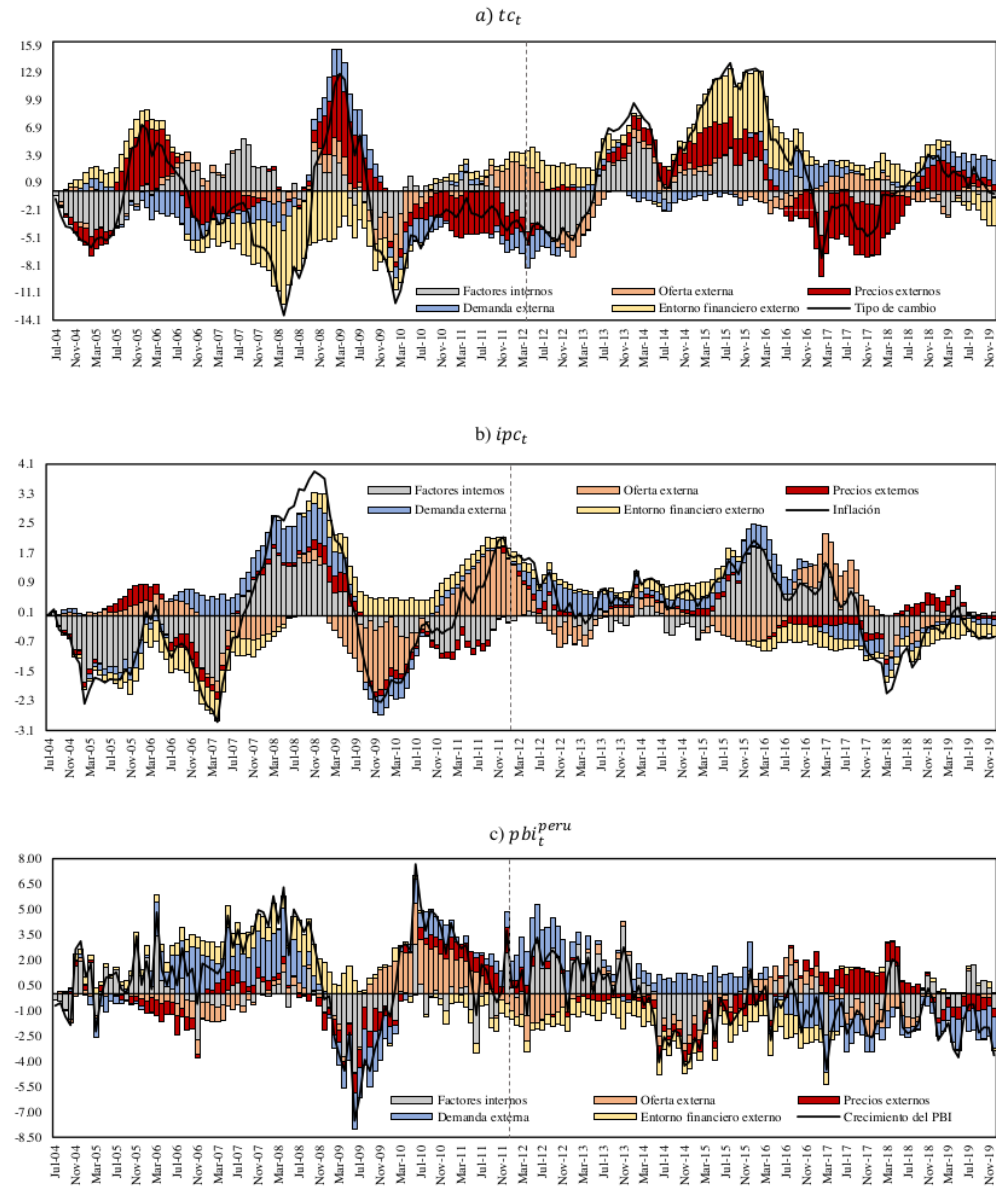 a) tc_t
15.9
12.9
9.9
6.9
3.9
0.9
-2.1
-5.1
-8.1
-11.1
-14.1
Factores internos Oferta externa Precios externos
Demanda externa Entorno financiero externo Tipo de cambio
Jul-04 Nov-04 Mar-05 Jul-05 Nov-05 Mar-06 Jul-06 Nov-06 Mar-07 Jul-07 Nov-07 Mar-08 Jul-08 Nov-08 Mar-09 Jul-09 Nov-09 Mar-10 Jul-10 Nov-10 Mar-11 Jul-11 Nov-11 Mar-12 Jul-12 Nov-12 Mar-13 Jul-13 Nov-13 Mar-14 Jul-14 Nov-14 Mar-15 Jul-15 Nov-15 Mar-16 Jul-16 Nov-16 Mar-17 Jul-17 Nov-17 Mar-18 Jul-18 Nov-18 Mar-19 Jul-19 Nov-19
b) ipc_t
4.1
3.3
2.5
1.7
0.9
0.1
-0.7
-1.5
-2.3
-3.1
Factores internos Oferta externa Precios externos
Demanda externa Entorno financiero externo Inflación
Jul-04 Nov-04 Mar-05 Jul-05 Nov-05 Mar-06 Jul-06 Nov-06 Mar-07 Jul-07 Nov-07 Mar-08 Jul-08 Nov-08 Mar-09 Jul-09 Nov-09 Mar-10 Jul-10 Nov-10 Mar-11 Jul-11 Nov-11 Mar-12 Jul-12 Nov-12 Mar-13 Jul-13 Nov-13 Mar-14 Jul-14 Nov-14 Mar-15 Jul-15 Nov-15 Mar-16 Jul-16 Nov-16 Mar-17 Jul-17 Nov-17 Mar-18 Jul-18 Nov-18 Mar-19 Jul-19 Nov-19
c) pbi_t^peru
8.00
6.50
5.00
3.50
2.00
0.50
-1.00
-2.50
-4.00
-5.50
-7.00
-8.50
Factores internos Oferta externa Precios externos
Demanda externa Entorno financiero externo Crecimiento del PBI
Jul-04 Nov-04 Mar-05 Jul-05 Nov-05 Mar-06 Jul-06 Nov-06 Mar-07 Jul-07 Nov-07 Mar-08 Jul-08 Nov-08 Mar-09 Jul-09 Nov-09 Mar-10 Jul-10 Nov-10 Mar-11 Jul-11 Nov-11 Mar-12 Jul-12 Nov-12 Mar-13 Jul-13 Nov-13 Mar-14 Jul-14 Nov-14 Mar-15 Jul-15 Nov-15 Mar-16 Jul-16 Nov-16 Mar-17 Jul-17 Nov-17 Mar-18 Jul-18 Nov-18 Mar-19 Jul-19 Nov-19